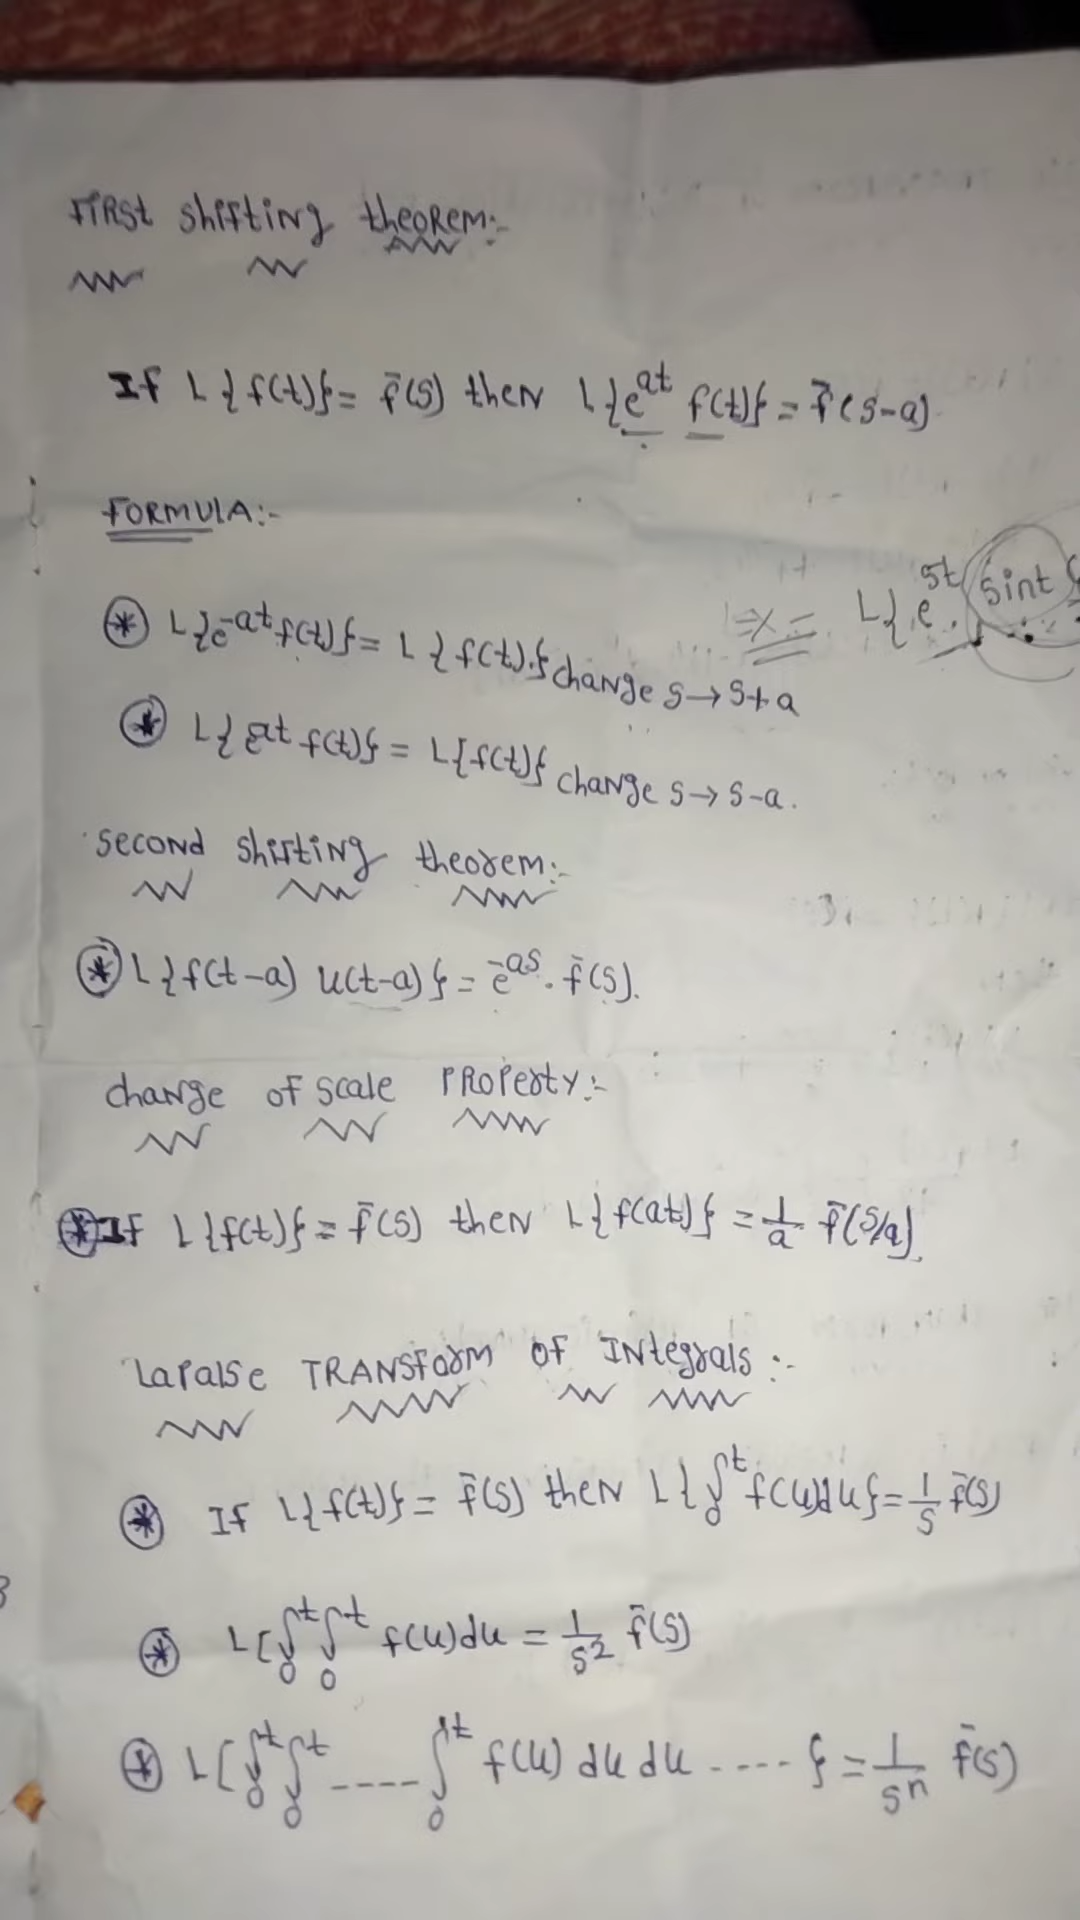 FIRST shifting theoREM:-
If L{f(t)} = f̄(s) then L{e^at f(t)} = f̄(s-a)
FORMULA:-
⊛ L{e^-at f(t)} = L{f(t)} change s→s+a
=x= L{e^5t. sint
⊛ L{e^at f(t)} = L{f(t)} change s→s-a.
second shifting theorem:-
⊛ L{f(t-a) u(t-a)} = e^-as. f̄(s).
change of scale PROPerty:-
⊛ If L{f(t)} = f̄(s) then L{f(at)} = 1/a f̄(s/a).
Lapalse TRANSform OF INTegrals:-
⊛ If L{f(t)} = f̄(s) then L{∫₀^t f(u)du} = 1/s f̄(s)
⊛ L[∫₀^t ∫₀^t f(u)du = 1/s² f̄(s)
⊛ L[∫₀^t ∫₀^t ----- ∫₀^t f(u) du du ----- } = 1/sⁿ f̄(s)